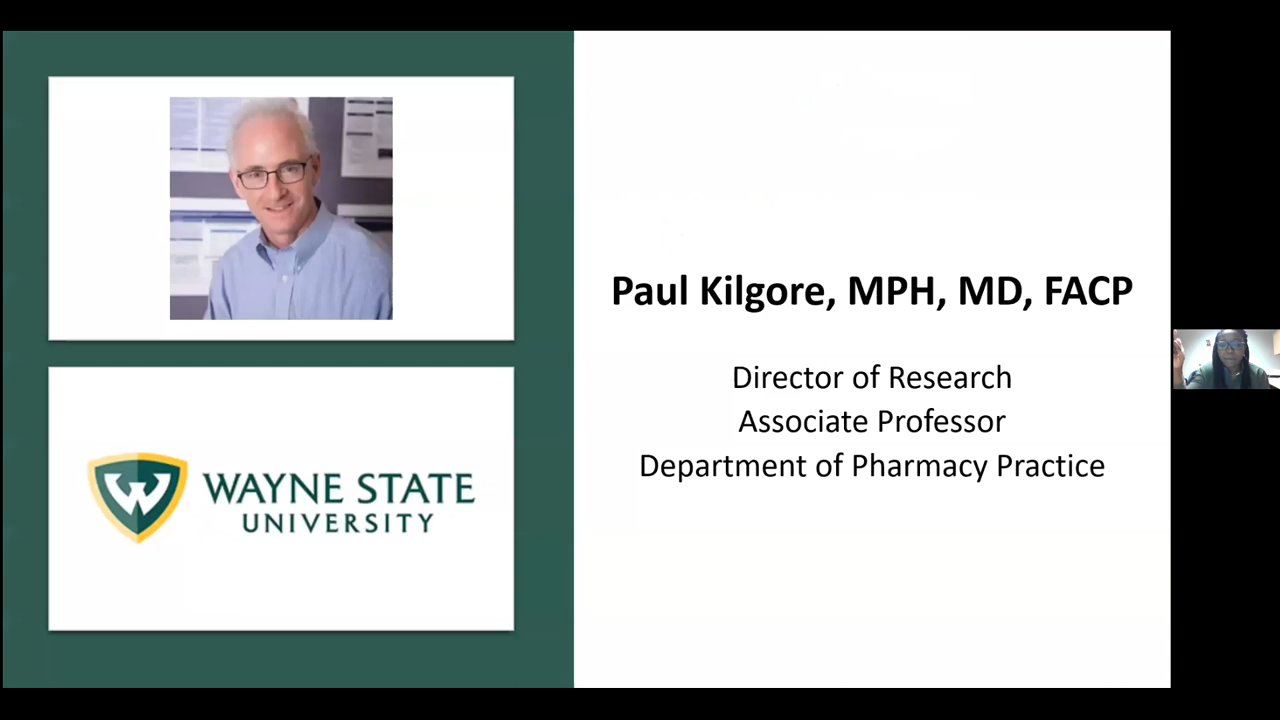 Paul Kilgore, MPH, MD, FACP
Director of Research
Associate Professor
Department of Pharmacy Practice
W
WAYNE STATE
UNIVERSITY